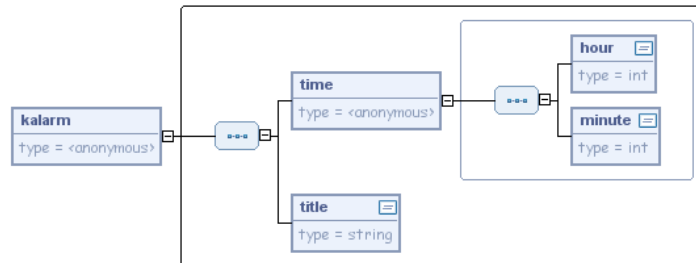 kalarm
type = <anonymous>
time
type = <anonymous>
title
type = string
hour
type = int
minute
type = int